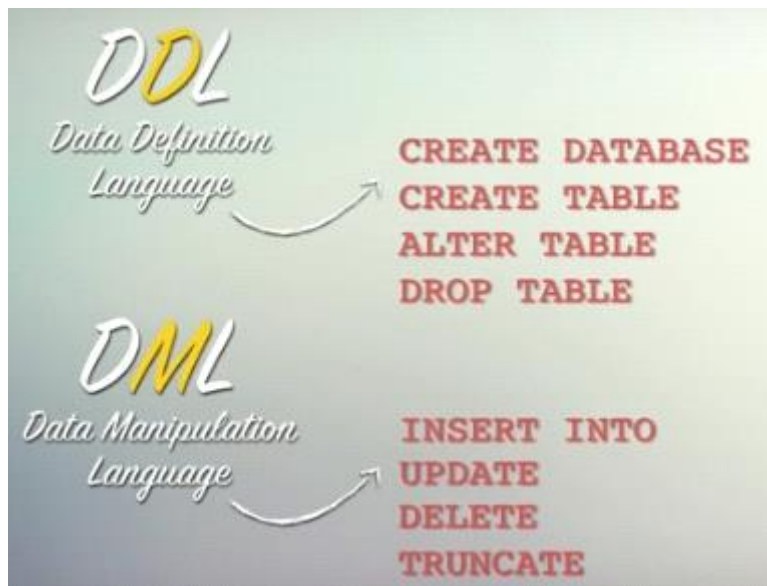 DDL
Data Definition
Language
CREATE DATABASE
CREATE TABLE
ALTER TABLE
DROP TABLE
DML
Data Manipulation
Language
INSERT INTO
UPDATE
DELETE
TRUNCATE